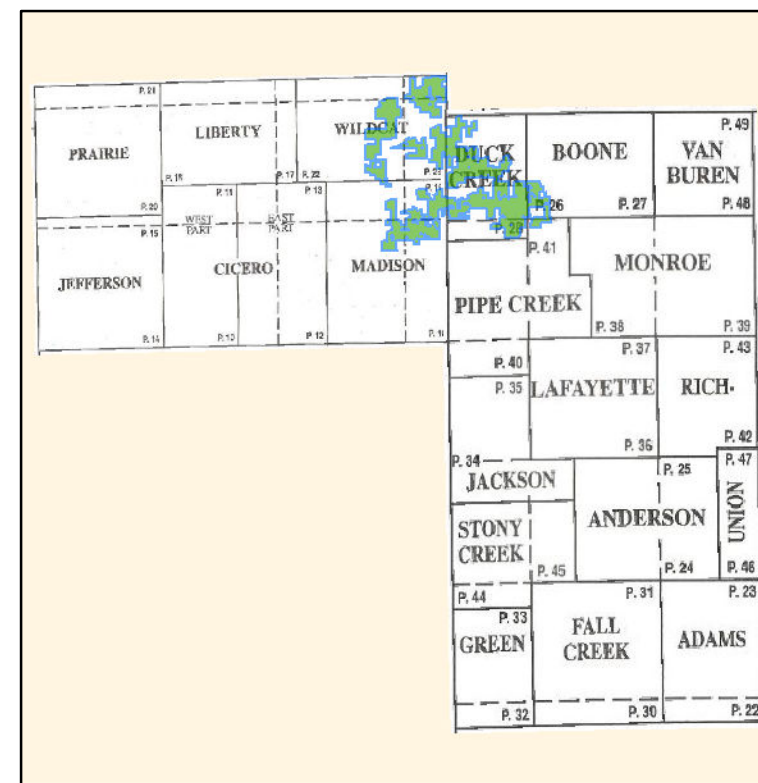 P. 21
PRAIRIE
P. 20
LIBERTY
P. 18
P. 17
WILDCAT
P. 22
P. 15
JEFFERSON
P. 14
P. 11
WEST
PART
EAST
PART
P. 13
CICERO
P. 10
P. 12
MADISON
DUCK
CREEK
BOONE
P. 26
P. 27
P. 49
VAN
BUREN
P. 48
P. 41
PIPE CREEK
P. 40
MONROE
P. 38
P. 39
P. 35
P. 37
LAFAYETTE
P. 36
P. 43
RICH-
P. 42
P. 34
JACKSON
P. 25
ANDERSON
P. 24
P. 47
UNION
P. 46
STONY
CREEK
P. 45
P. 44
P. 33
GREEN
P. 32
P. 31
FALL
CREEK
P. 30
P. 23
ADAMS
P. 22